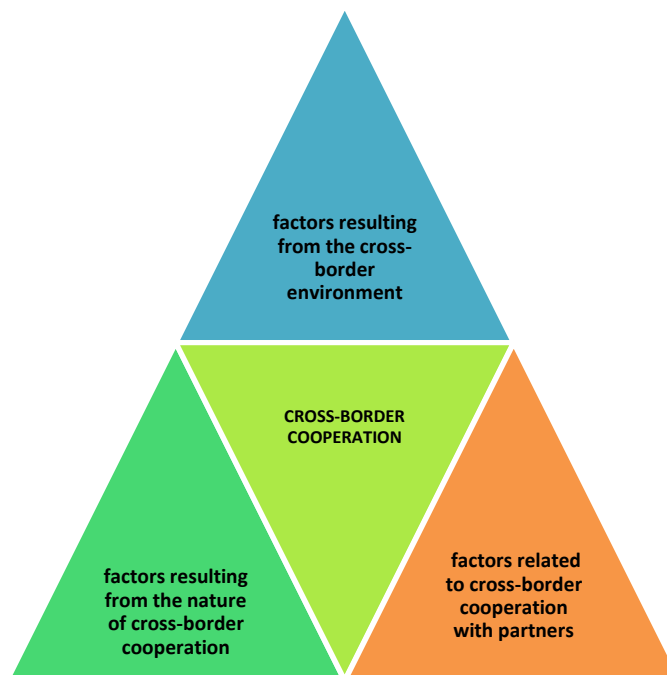 factors resulting
from the cross-
border
environment
CROSS-BORDER
COOPERATION
factors resulting
from the nature
of cross-border
cooperation
factors related
to cross-border
cooperation
with partners